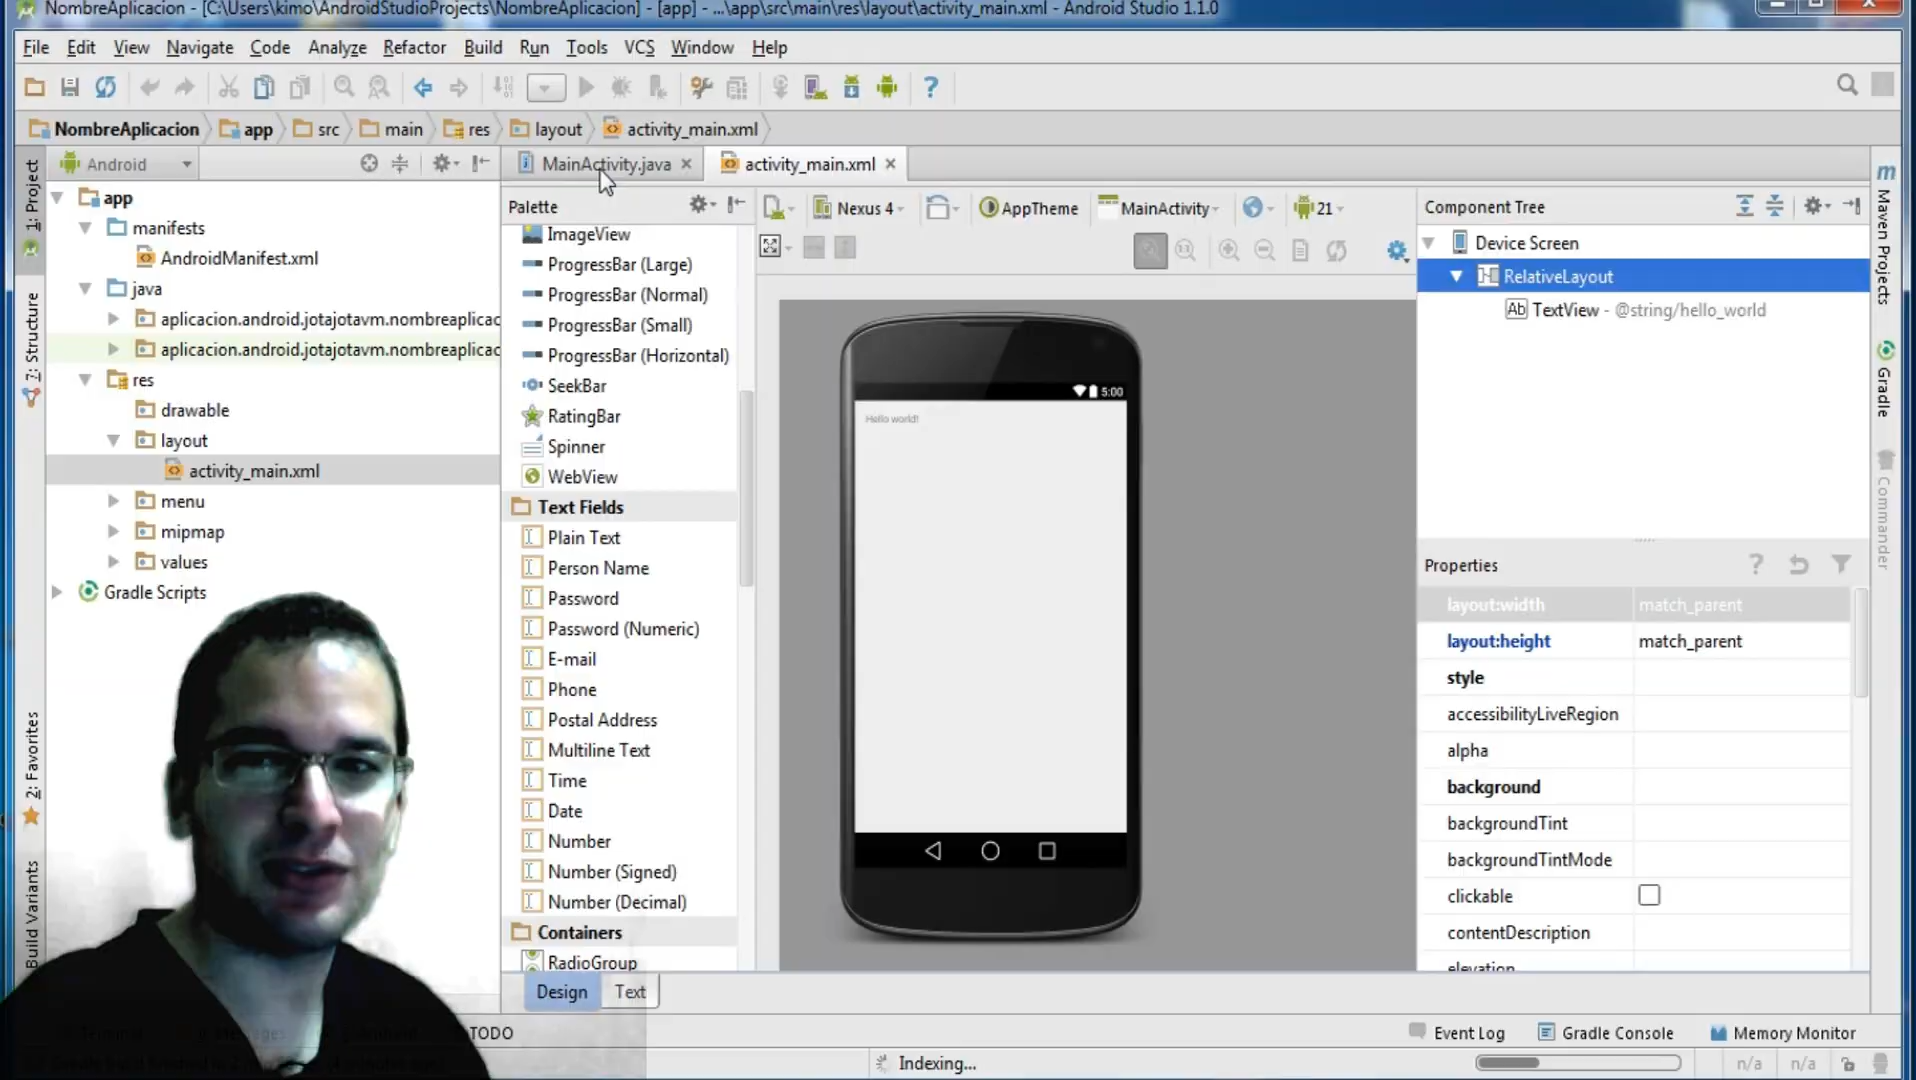 NombreAplicacion - [C:\Users\kimo\AndroidStudioProjects\NombreAplicacion] - [app] - ...\app\src\main\res\layout\activity_main.xml - Android Studio 1.1.0
File Edit View Navigate Code Analyze Refactor Build Run Tools VCS Window Help
NombreAplicacion app src main res layout activity_main.xml
Android
MainActivity.java activity_main.xml
1: Project
7: Structure
2: Favorites
Build Variants
app
manifests
AndroidManifest.xml
java
aplicacion.android.jotajotavm.nombreaplicac
aplicacion.android.jotajotavm.nombreaplicac
res
drawable
layout
activity_main.xml
menu
mipmap
values
Gradle Scripts
Palette
ImageView
ProgressBar (Large)
ProgressBar (Normal)
ProgressBar (Small)
ProgressBar (Horizontal)
SeekBar
RatingBar
Spinner
WebView
Text Fields
Plain Text
Person Name
Password
Password (Numeric)
E-mail
Phone
Postal Address
Multiline Text
Time
Date
Number
Number (Signed)
Number (Decimal)
Containers
RadioGroup
Design Text
Nexus 4 AppTheme MainActivity 21
5:00
Hello world!
Component Tree
Device Screen
RelativeLayout
Ab TextView - @string/hello_world
Properties
layout:width match_parent
layout:height match_parent
style
accessibilityLiveRegion
alpha
background
backgroundTint
backgroundTintMode
clickable
contentDescription
elevation
Maven Projects
Gradle
Commander
TODO
Event Log Gradle Console Memory Monitor
Indexing...
n/a n/a